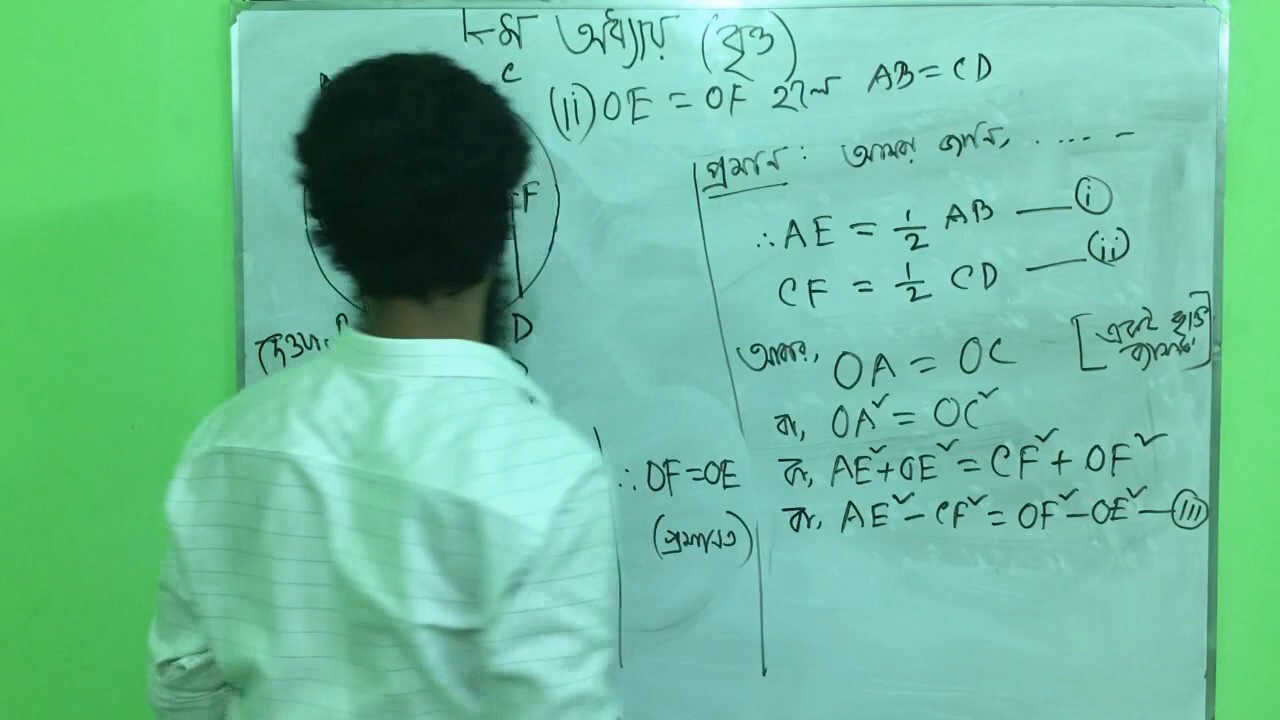 ৮ম অধ্যায় (বৃত্ত)
C
(ii) OE = OF হলে AB = CD
F
D
প্রমাণ : আমরা জানি, ..... -
∴ AE = 1/2 AB — (i)
CF = 1/2 CD — (ii)
আবার, OA = OC [একই বৃত্তের ব্যাসার্ধ]
বা, OA² = OC²
বা, AE² + OE² = CF² + OF²
বা, AE² - CF² = OF² - OE² — (iii)
∴ OF = OE
(প্রমাণিত)